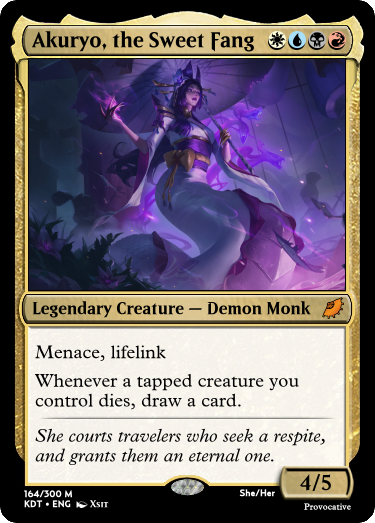 Akuryo, the Sweet Fang
Legendary Creature — Demon Monk
Menace, lifelink
Whenever a tapped creature you
control dies, draw a card.
She courts travelers who seek a respite,
and grants them an eternal one.
4/5
164/300 M
She/Her
KDT • ENG Xsit
Provocative